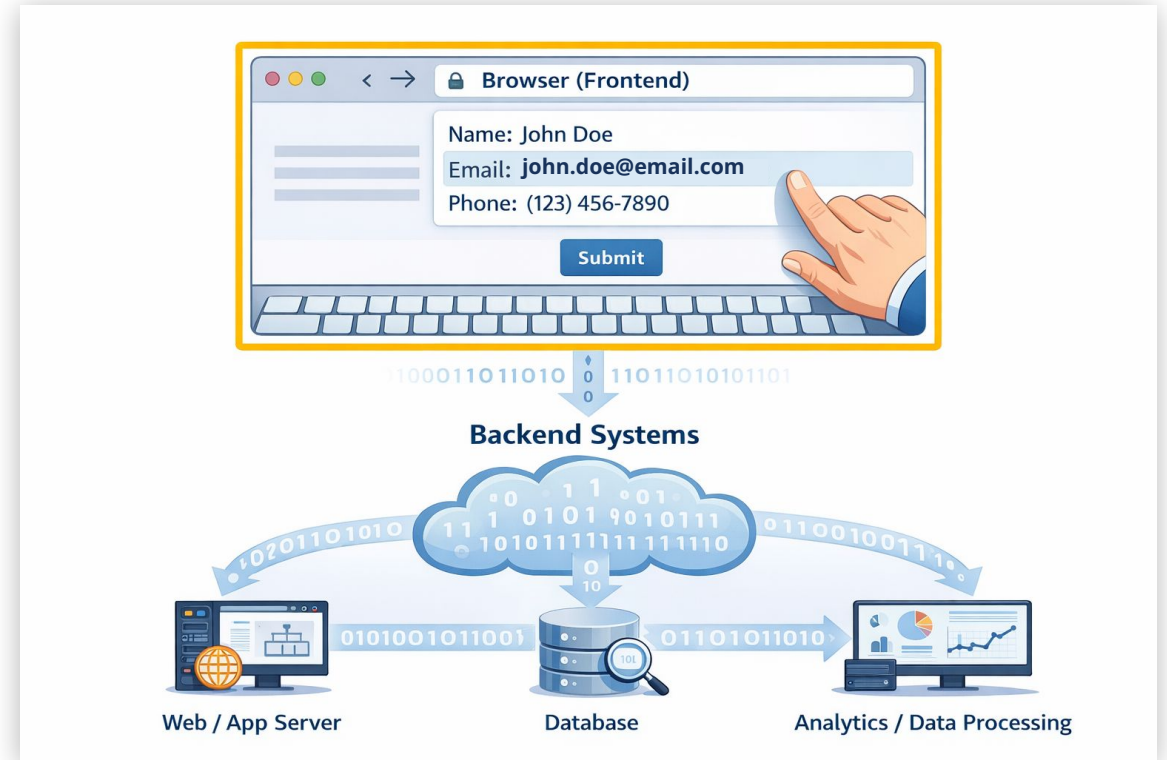 Browser (Frontend)
Name: John Doe
Email: john.doe@email.com
Phone: (123) 456-7890
Submit
Backend Systems
Web / App Server
Database
Analytics / Data Processing